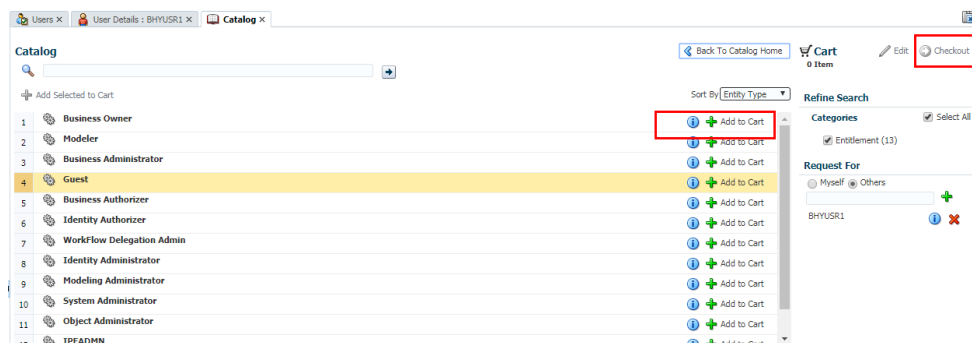 Users ×
User Details : BHYUSR1 ×
Catalog ×
Catalog
Back To Catalog Home
Cart
0 Item
Edit
Checkout
Add Selected to Cart
Sort By Entity Type
Refine Search
Categories
Select All
Entitlement (13)
Request For
Myself
Others
BHYUSR1
1 Business Owner Add to Cart
2 Modeler Add to Cart
3 Business Administrator Add to Cart
4 Guest Add to Cart
5 Business Authorizer Add to Cart
6 Identity Authorizer Add to Cart
7 WorkFlow Delegation Admin Add to Cart
8 Identity Administrator Add to Cart
9 Modeling Administrator Add to Cart
10 System Administrator Add to Cart
11 Object Administrator Add to Cart
IPFADMN Add to Cart